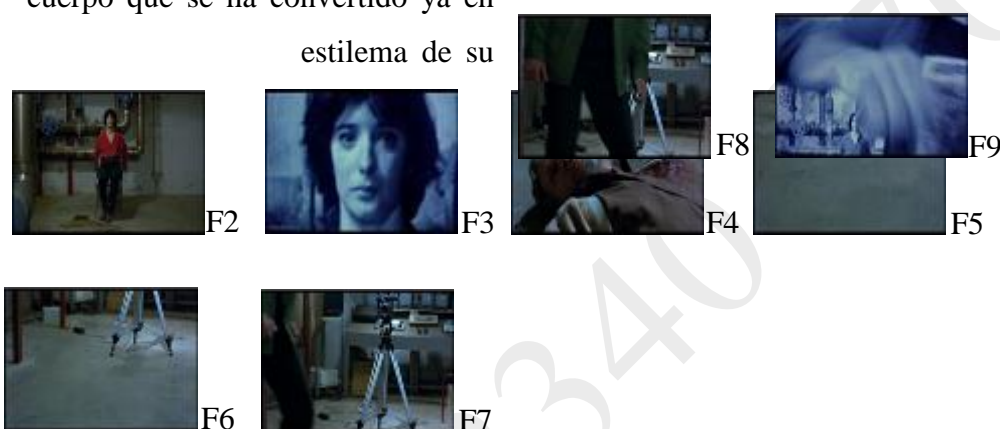 cuerpo que se ha convertido ya en
estilema de su
F8
F9
F2
F3
F4
F5
F6
F7